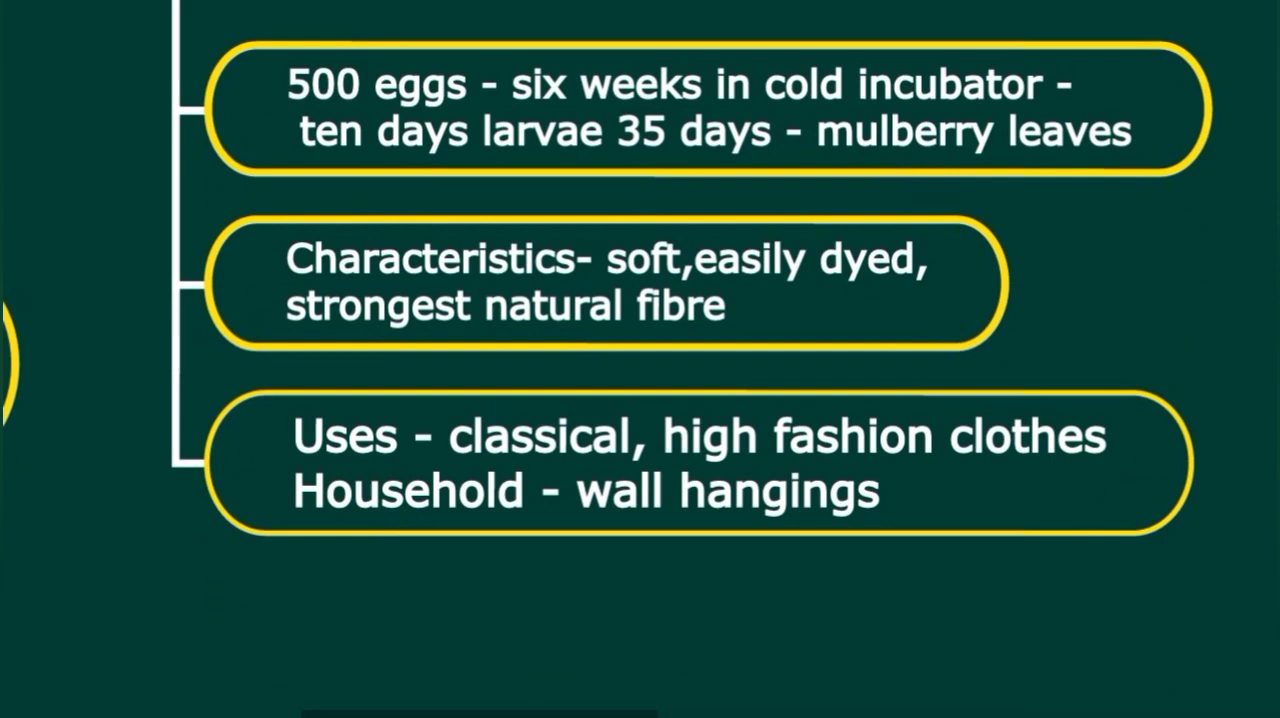 500 eggs - six weeks in cold incubator -
ten days larvae 35 days - mulberry leaves
Characteristics- soft,easily dyed,
strongest natural fibre
Uses - classical, high fashion clothes
Household - wall hangings